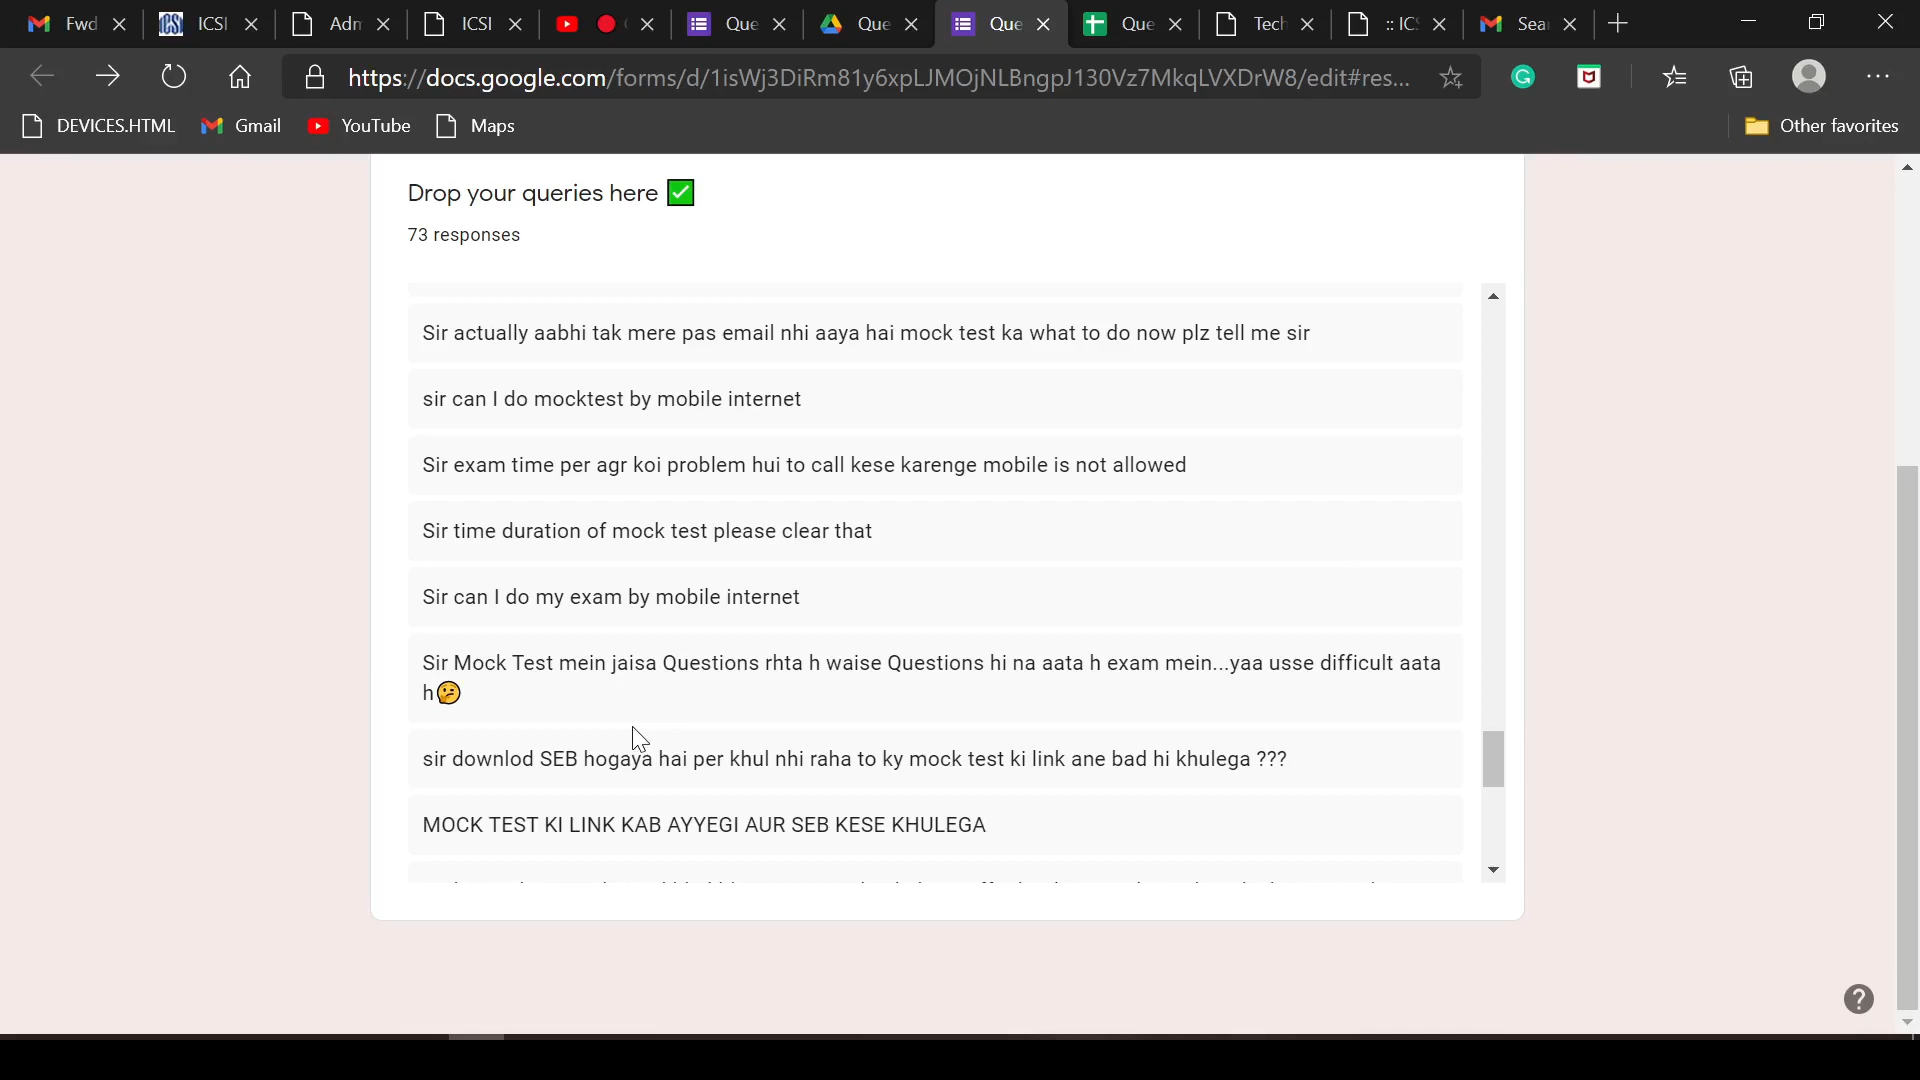 Fwd
ICSI
Adm
ICSI
Que
Que
Que
Que
Tech
:: IC
Sea
https://docs.google.com/forms/d/1isWj3DiRm81y6xpLJMOjNLBngpJ130Vz7MkqLVXDrW8/edit#res...
DEVICES.HTML
Gmail
YouTube
Maps
Other favorites
Drop your queries here ✅
73 responses
Sir actually aabhi tak mere pas email nhi aaya hai mock test ka what to do now plz tell me sir
sir can I do mocktest by mobile internet
Sir exam time per agr koi problem hui to call kese karenge mobile is not allowed
Sir time duration of mock test please clear that
Sir can I do my exam by mobile internet
Sir Mock Test mein jaisa Questions rhta h waise Questions hi na aata h exam mein...yaa usse difficult aata
h🤔
sir downlod SEB hogaya hai per khul nhi raha to ky mock test ki link ane bad hi khulega ???
MOCK TEST KI LINK KAB AYYEGI AUR SEB KESE KHULEGA